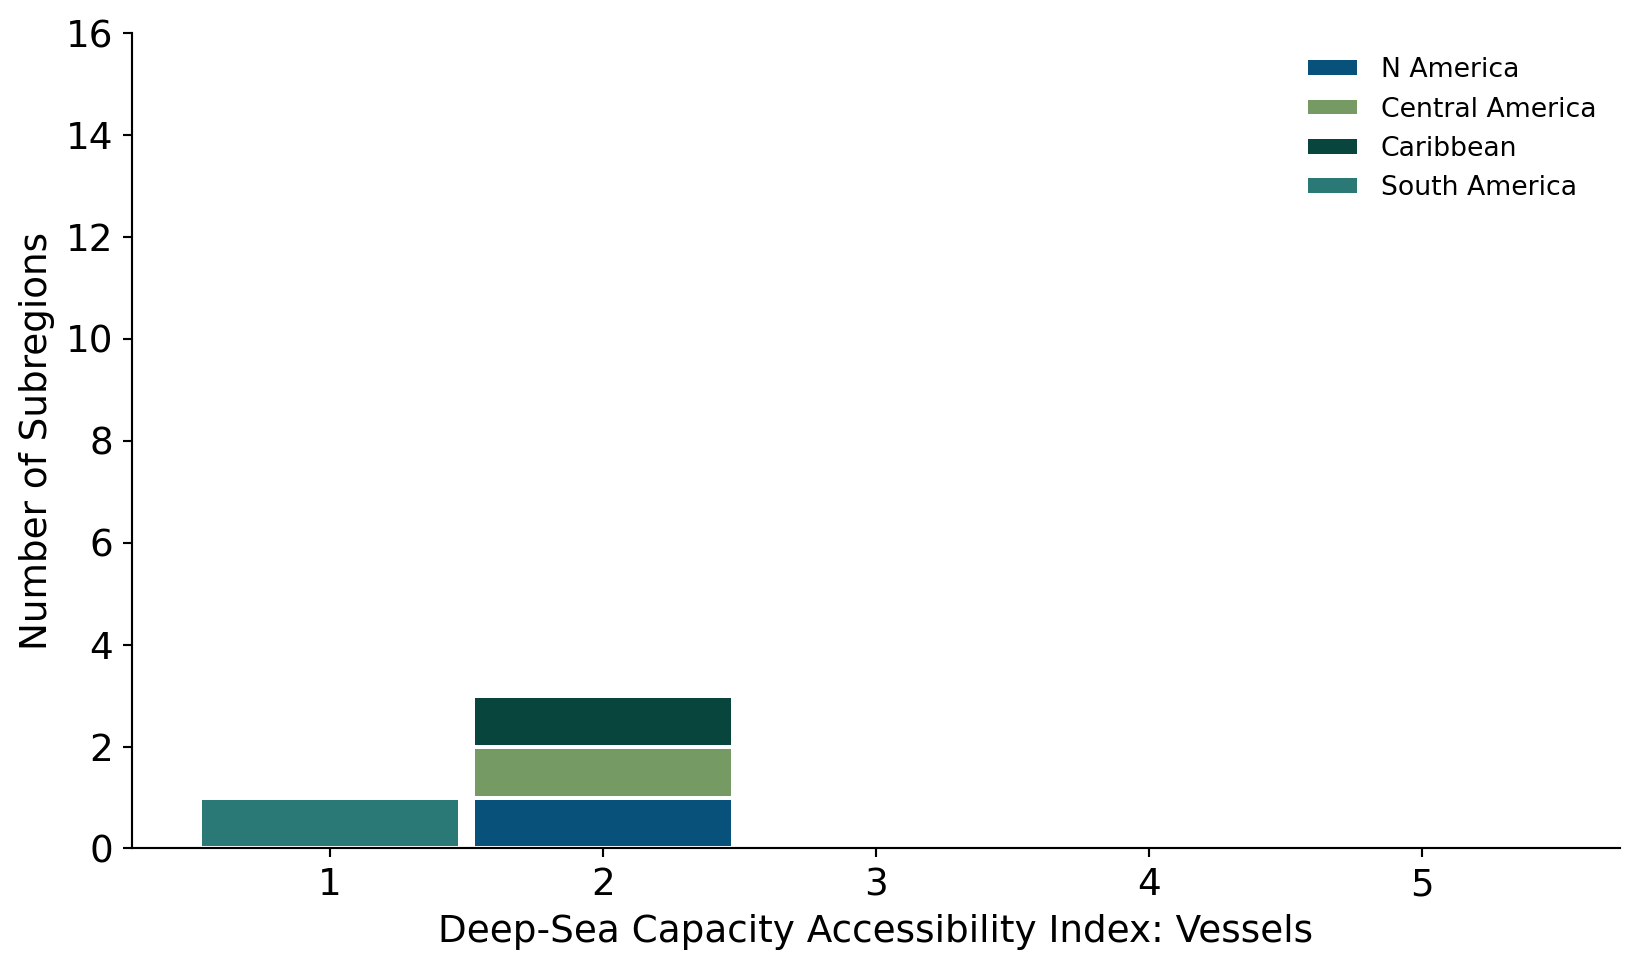 16
14
12
10
8
6
4
2
0
Number of Subregions
N America
Central America
Caribbean
South America
1 2 3 4 5
Deep-Sea Capacity Accessibility Index: Vessels